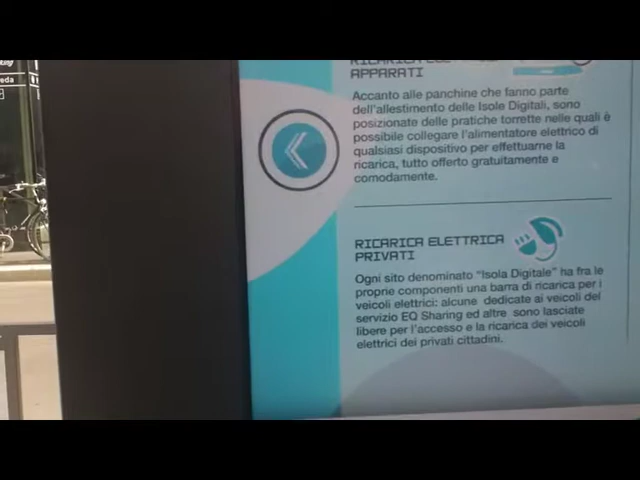 RICARICA
APPARATI
Accanto alle panchine che fanno parte
dell'allestimento delle Isole Digitali, sono
posizionate delle pratiche torrette nelle quali è
possibile collegare l'alimentatore elettrico di
qualsiasi dispositivo per effettuarne la
ricarica, tutto offerto gratuitamente e
comodamente.
RICARICA ELETTRICA
PRIVATI
Ogni sito denominato "Isola Digitale" ha fra le
proprie componenti una barra di ricarica per i
veicoli elettrici: alcune dedicate ai veicoli del
servizio EQ Sharing ed altre sono lasciate
libere per l'accesso e la ricarica dei veicoli
elettrici dei privati cittadini.